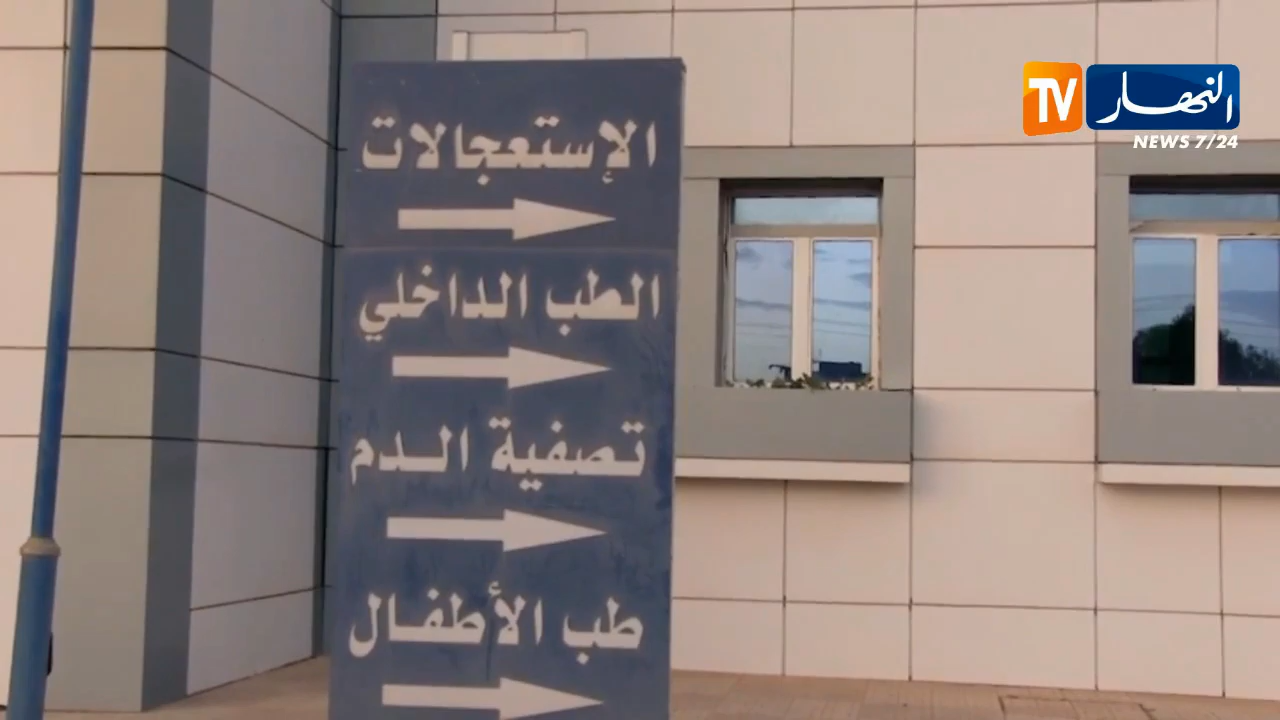 الإستعجالات
الطب الداخلي
تصفية الدم
طب الأطفال
TV النهار
NEWS 7/24